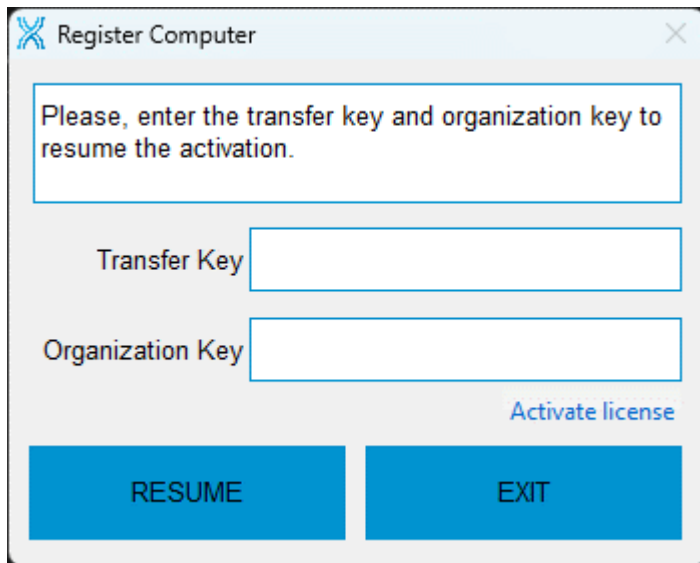 Register Computer
Please, enter the transfer key and organization key to
resume the activation.
Transfer Key
Organization Key
Activate license
RESUME
EXIT